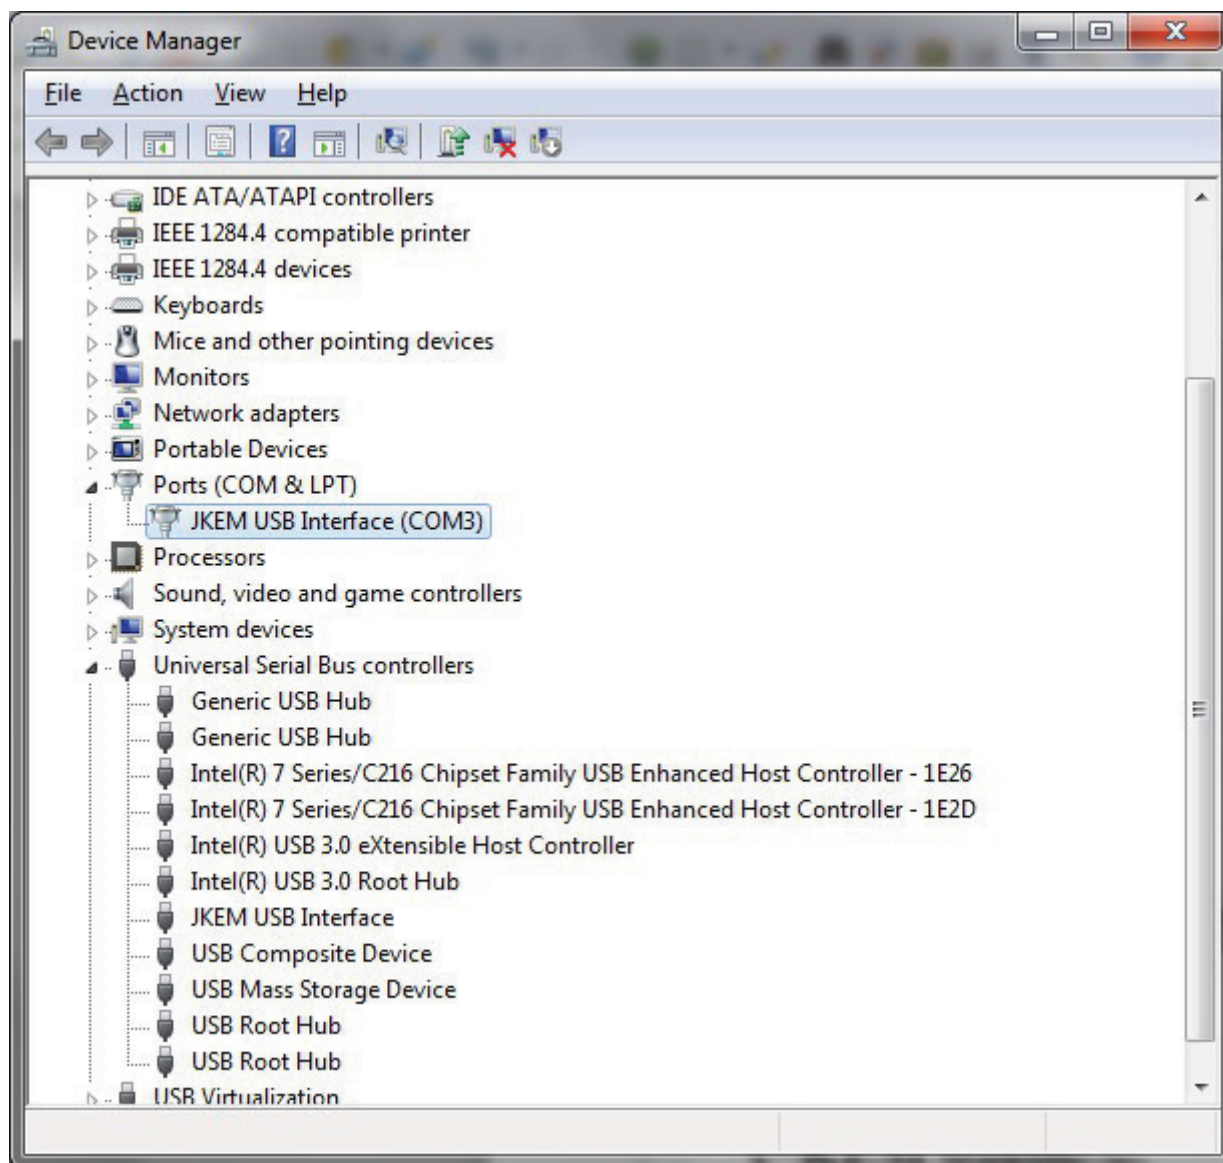 Device Manager
File Action View Help
IDE ATA/ATAPI controllers
IEEE 1284.4 compatible printer
IEEE 1284.4 devices
Keyboards
Mice and other pointing devices
Monitors
Network adapters
Portable Devices
Ports (COM & LPT)
JKEM USB Interface (COM3)
Processors
Sound, video and game controllers
System devices
Universal Serial Bus controllers
Generic USB Hub
Generic USB Hub
Intel(R) 7 Series/C216 Chipset Family USB Enhanced Host Controller - 1E26
Intel(R) 7 Series/C216 Chipset Family USB Enhanced Host Controller - 1E2D
Intel(R) USB 3.0 eXtensible Host Controller
Intel(R) USB 3.0 Root Hub
JKEM USB Interface
USB Composite Device
USB Mass Storage Device
USB Root Hub
USB Root Hub
USB Virtualization